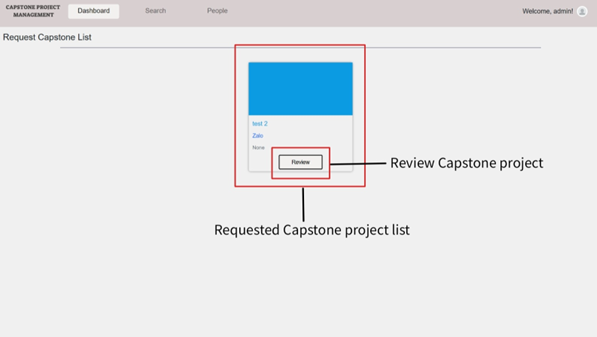 CAPSTONE PROJECT
MANAGEMENT
Dashboard
Search
People
Welcome, admin!
Request Capstone List
test 2
Zalo
None
Review
Review Capstone project
Requested Capstone project list